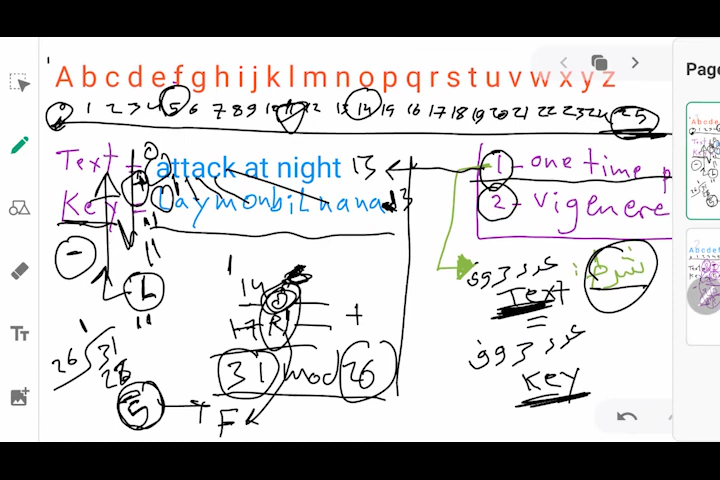 A b c d e f g h i j k l m n o p q r s t u v w x y z
0 1 2 3 4 5 6 7 8 9 10 11 12 13 14 15 16 17 18 19 20 21 22 23 24 25
Text = attack at night 13
Key = Laymonbilnana 13
1 - one time p
2 - vigenere
شرط :
عدد حروف
Text
=
عدد حروف
Key
14 O
17 R +
31 mod 26
26 31
26
5 → F
Page